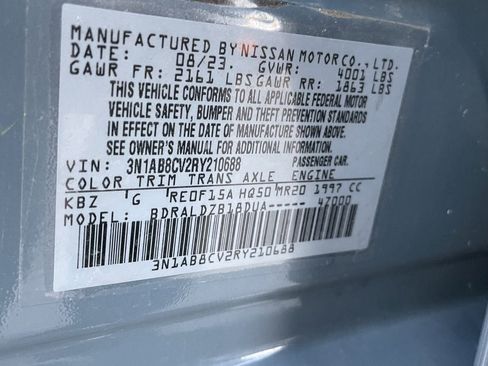 MANUFACTURED BY NISSAN MOTOR CO., LTD.
DATE: 08/23. GVWR: 4001 LBS
GAWR FR: 2161 LBS GAWR RR: 1863 LBS
THIS VEHICLE CONFORMS TO ALL APPLICABLE FEDERAL MOTOR
VEHICLE SAFETY, BUMPER AND THEFT PREVENTION STANDARDS
IN EFFECT ON THE DATE OF MANUFACTURE SHOWN ABOVE.
SEE OWNER'S MANUAL FOR ADDITIONAL INFORMATION
VIN: 3N1AB8CV2RY210688 PASSENGER CAR.
COLOR TRIM TRANS AXLE ENGINE
KBZ 'G 'RE0F15A HQ50'MR20 1997 CC
MODEL: BDRALDZB18DUA----- 47000
3N1AB8CV2RY210688